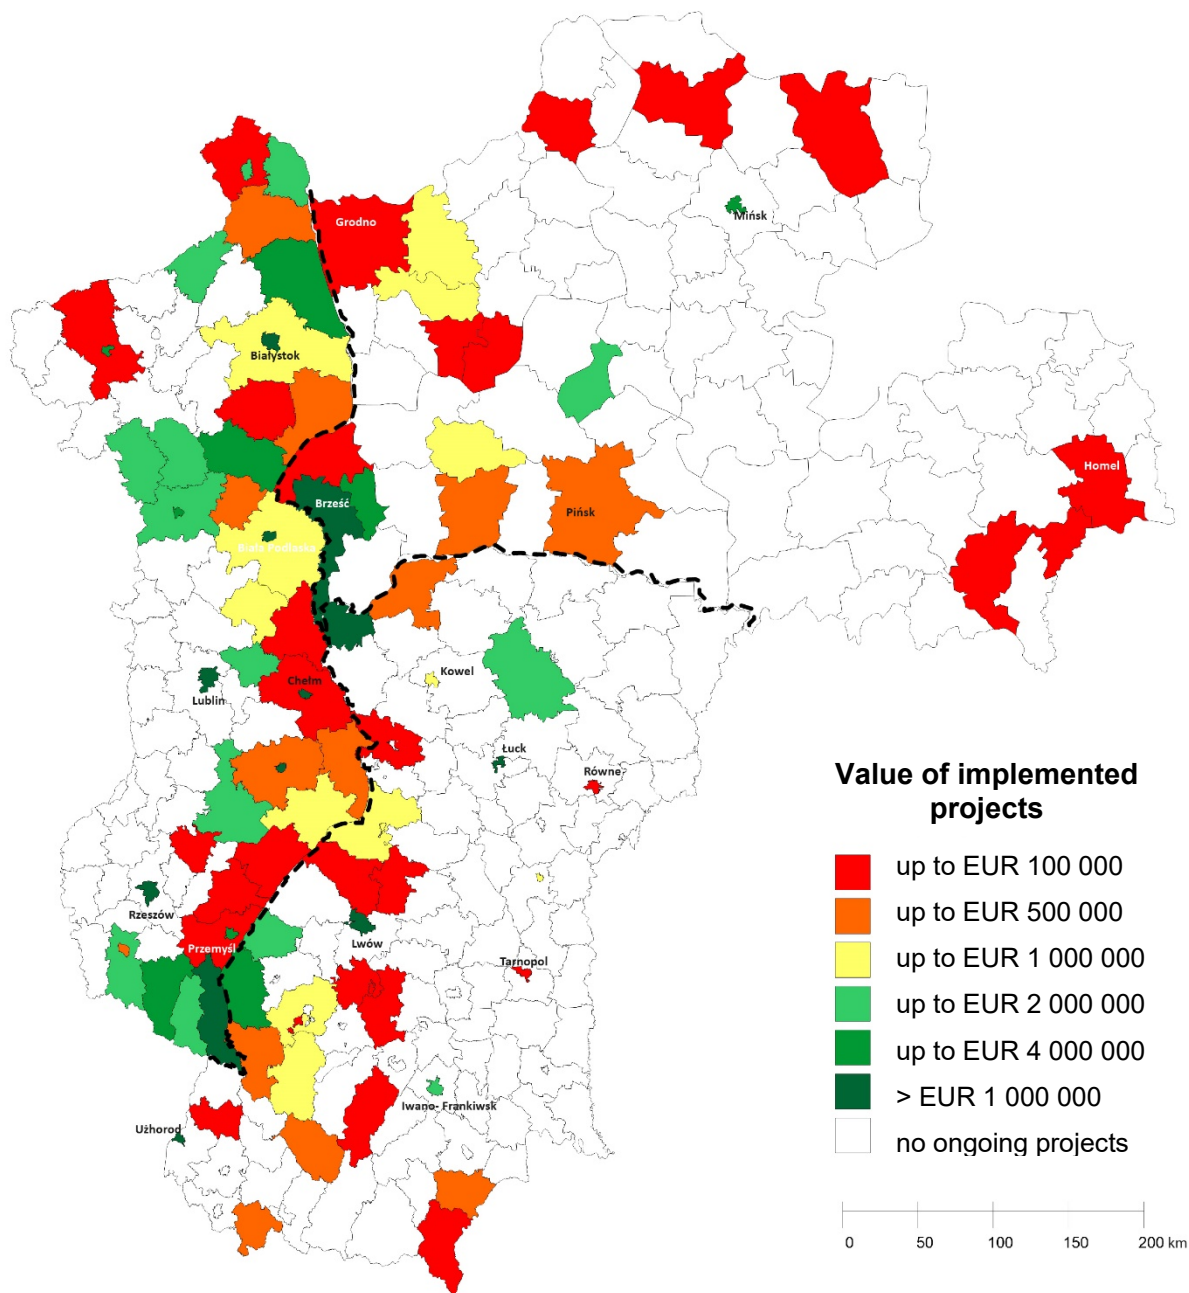 Grodno
Mińsk
Białystok
Homel
Brześć
Pińsk
Biała Podlaska
Kowel
Chełm
Lublin
Łuck
Równe
Value of implemented
projects
up to EUR 100 000
up to EUR 500 000
up to EUR 1 000 000
up to EUR 2 000 000
up to EUR 4 000 000
> EUR 1 000 000
no ongoing projects
Rzeszów
Przemyśl
Lwów
Tarnopol
Iwano- Frankiwsk
Użhorod
0 50 100 150 200 km